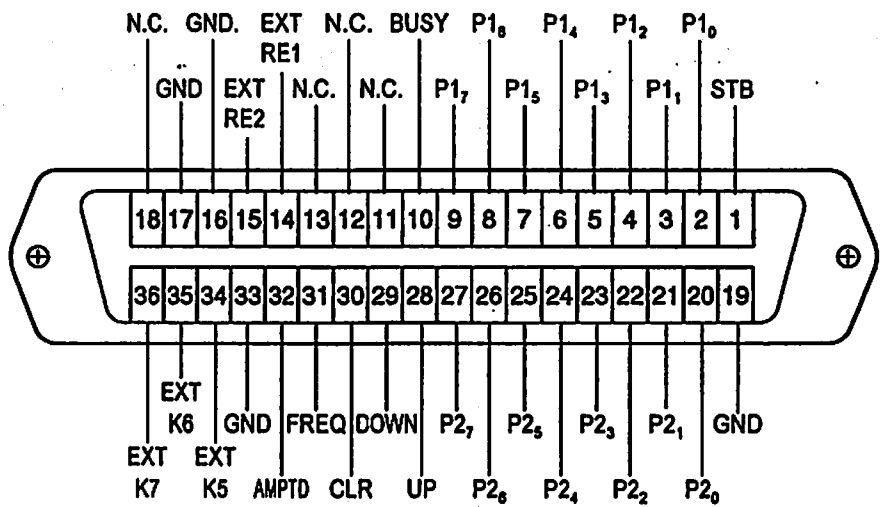 N.C. GND. EXT N.C. BUSY P1₆ P1₄ P1₂ P1₀
RE1
GND EXT N.C. N.C. P1₇ P1₅ P1₃ P1₁ STB
RE2
18 17 16 15 14 13 12 11 10 9 8 7 6 5 4 3 2 1
36 35 34 33 32 31 30 29 28 27 26 25 24 23 22 21 20 19
EXT
K6 GND FREQ DOWN P2₇ P2₅ P2₃ P2₁ GND
EXT EXT
K7 K5 AMPTD CLR UP P2₆ P2₄ P2₂ P2₀